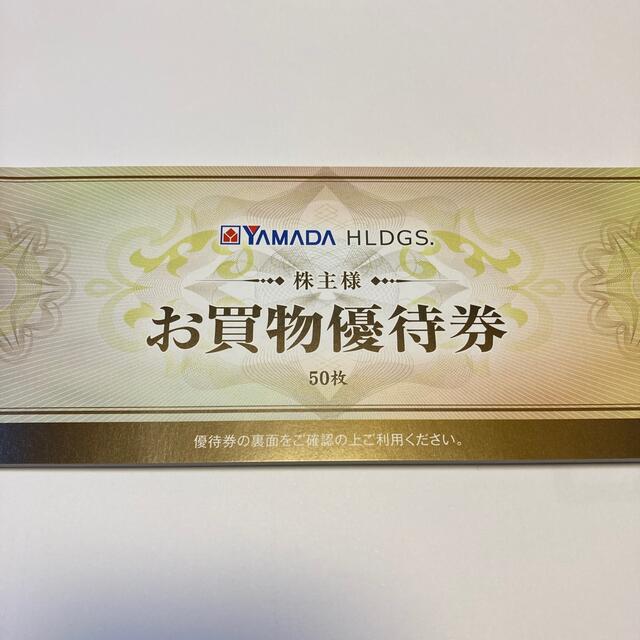 YAMADA HLDGS.
株主様
お買物優待券
50枚
優待券の裏面をご確認の上ご利用ください。